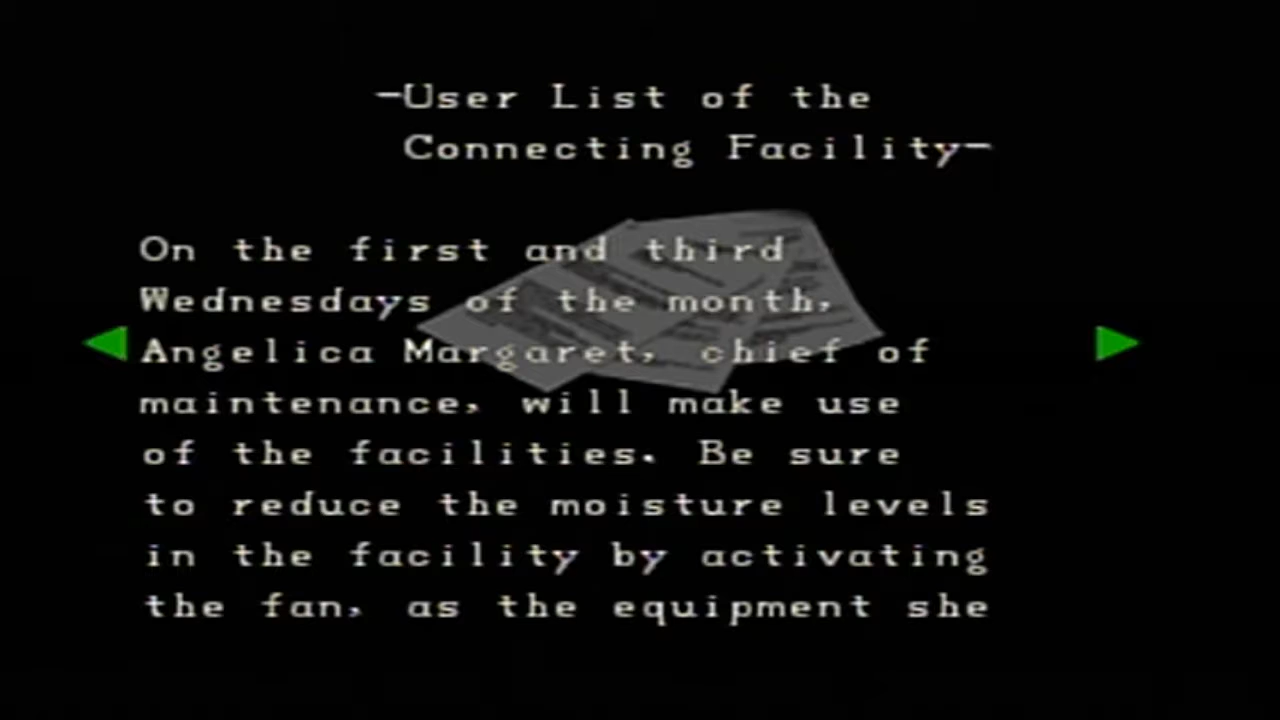 -User List of the
Connecting Facility-
On the first and third
Wednesdays of the month,
Angelica Margaret, chief of
maintenance, will make use
of the facilities. Be sure
to reduce the moisture levels
in the facility by activating
the fan, as the equipment she